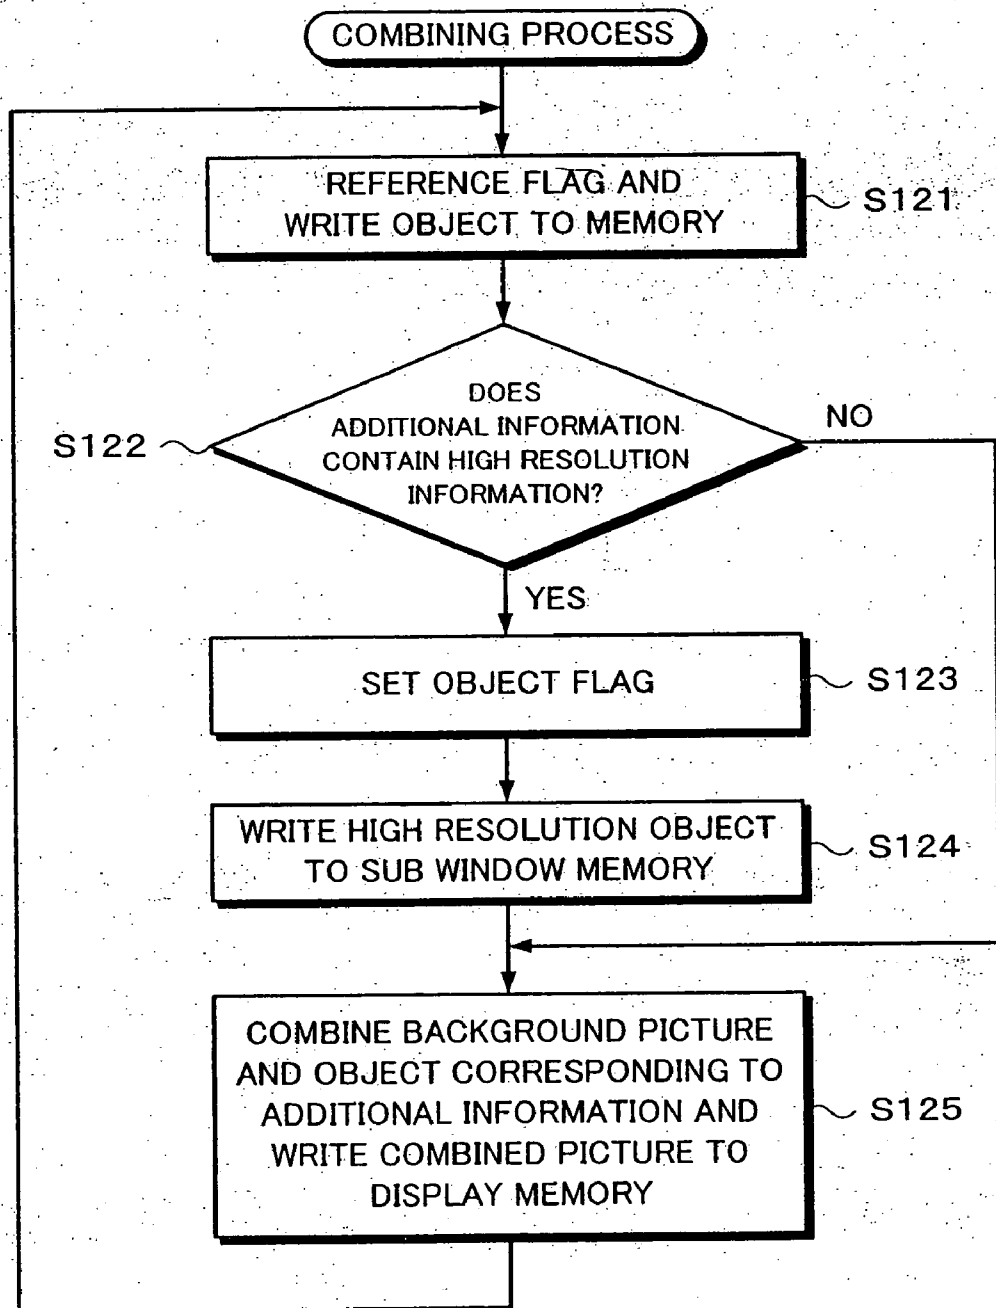 COMBINING PROCESS
REFERENCE FLAG AND
WRITE OBJECT TO MEMORY
S121
DOES
ADDITIONAL INFORMATION
CONTAIN HIGH RESOLUTION
INFORMATION?
S122
NO
YES
SET OBJECT FLAG
S123
WRITE HIGH RESOLUTION OBJECT
TO SUB WINDOW MEMORY
S124
COMBINE BACKGROUND PICTURE
AND OBJECT CORRESPONDING TO
ADDITIONAL INFORMATION AND
WRITE COMBINED PICTURE TO
DISPLAY MEMORY
S125